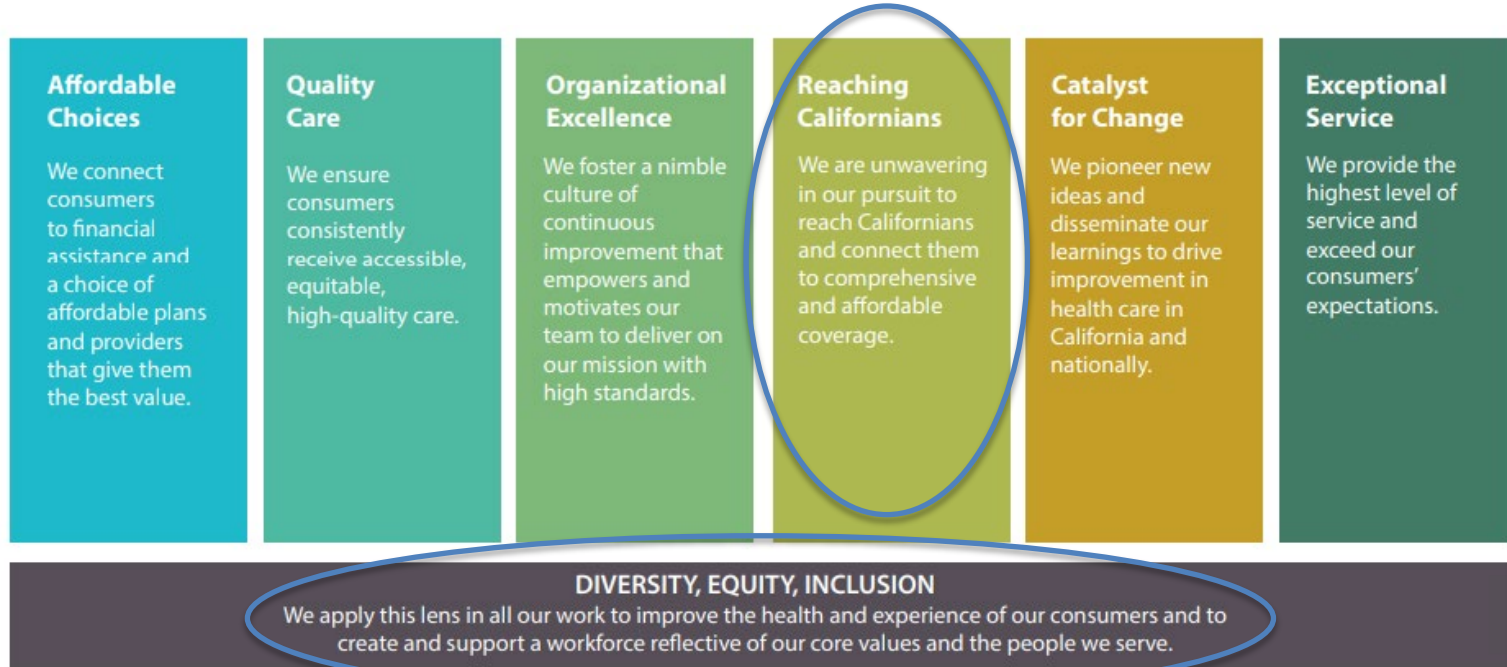 Affordable
Choices
We connect
consumers
to financial
assistance and
a choice of
affordable plans
and providers
that give them
the best value.
Quality
Care
We ensure
consumers
consistently
receive accessible,
equitable,
high-quality care.
Organizational
Excellence
We foster a nimble
culture of
continuous
improvement that
empowers and
motivates our
team to deliver on
our mission with
high standards.
Reaching
Californians
We are unwavering
in our pursuit to
reach Californians
and connect them
to comprehensive
and affordable
coverage.
Catalyst
for Change
We pioneer new
ideas and
disseminate our
learnings to drive
improvement in
health care in
California and
nationally.
Exceptional
Service
We provide the
highest level of
service and
exceed our
consumers’
expectations.
DIVERSITY, EQUITY, INCLUSION
We apply this lens in all our work to improve the health and experience of our consumers and to
create and support a workforce reflective of our core values and the people we serve.